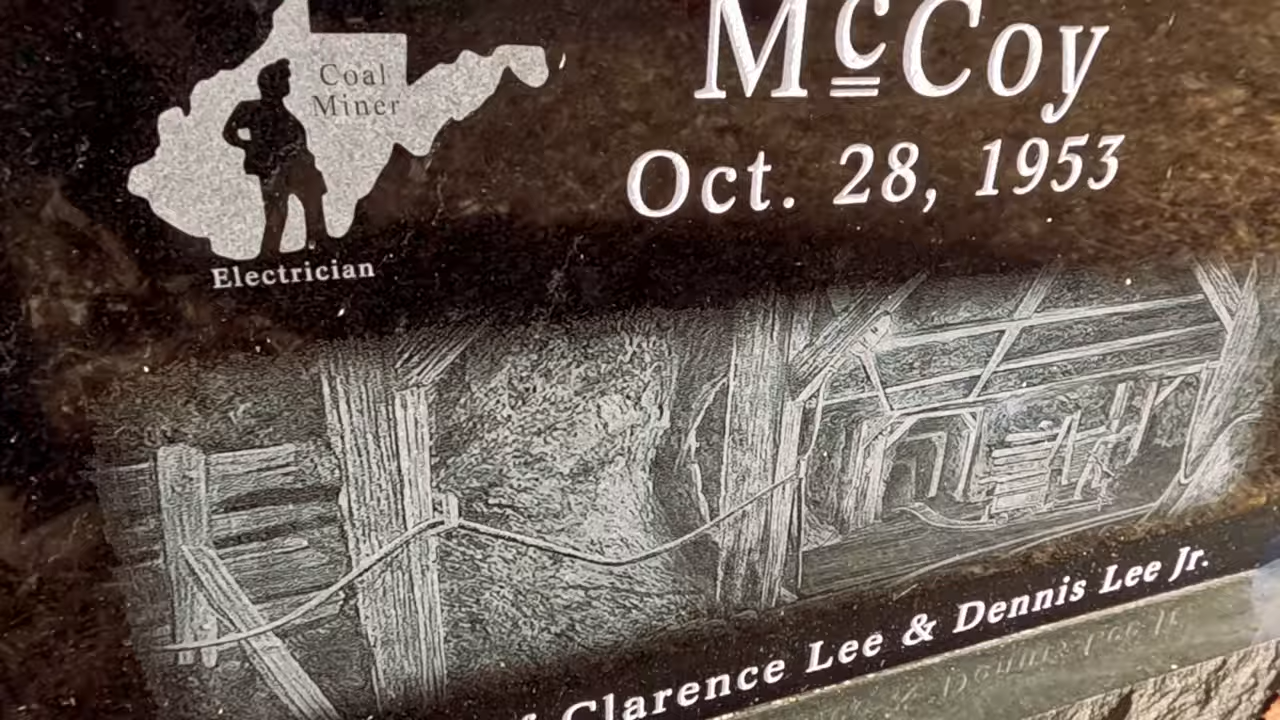 Coal
Miner
McCoy
Oct. 28, 1953
Electrician
Clarence Lee & Dennis Lee Jr.